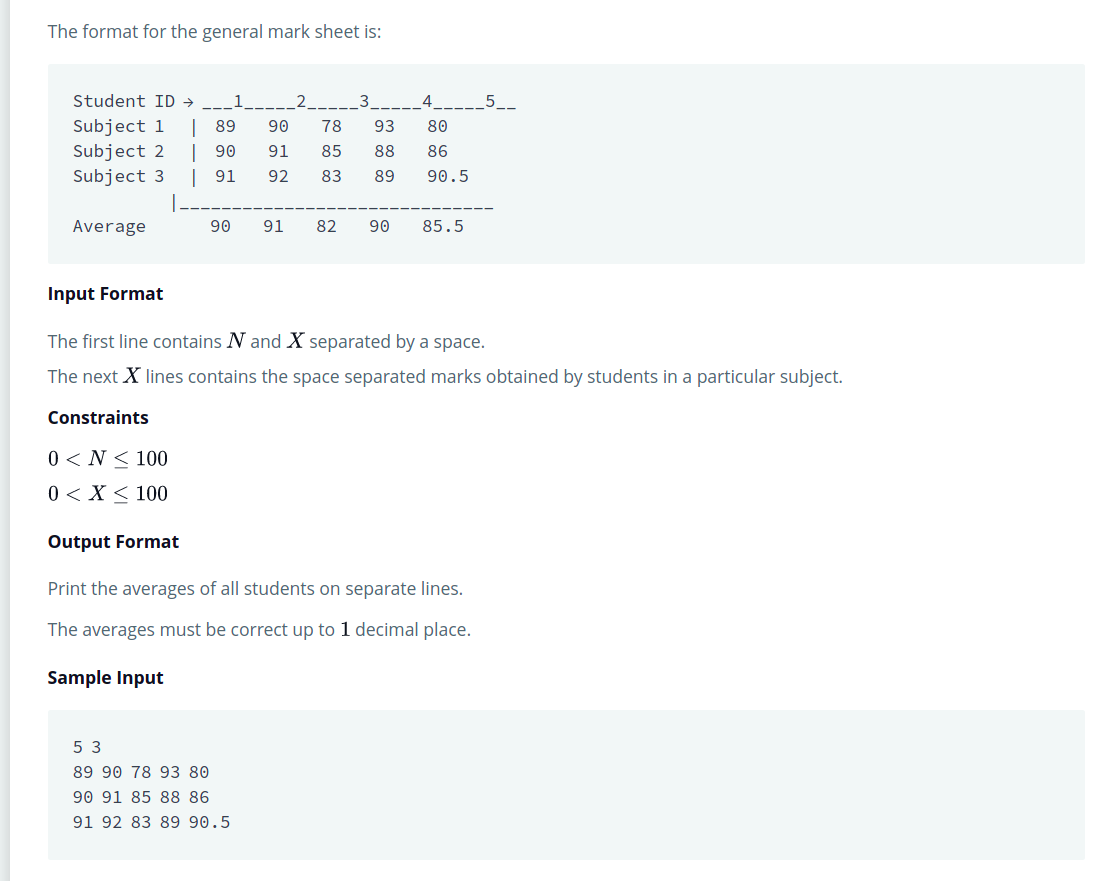 The format for the general mark sheet is:
Student ID → ___1_____2_____3_____4_____5__
Subject 1   |  89   90   78   93   80
Subject 2   |  90   91   85   88   86
Subject 3   |  91   92   83   89   90.5
|______________________________
Average        90   91   82   90   85.5
Input Format
The first line contains N and X separated by a space.
The next X lines contains the space separated marks obtained by students in a particular subject.
Constraints
0 < N ≤ 100
0 < X ≤ 100
Output Format
Print the averages of all students on separate lines.
The averages must be correct up to 1 decimal place.
Sample Input
5 3
89 90 78 93 80
90 91 85 88 86
91 92 83 89 90.5